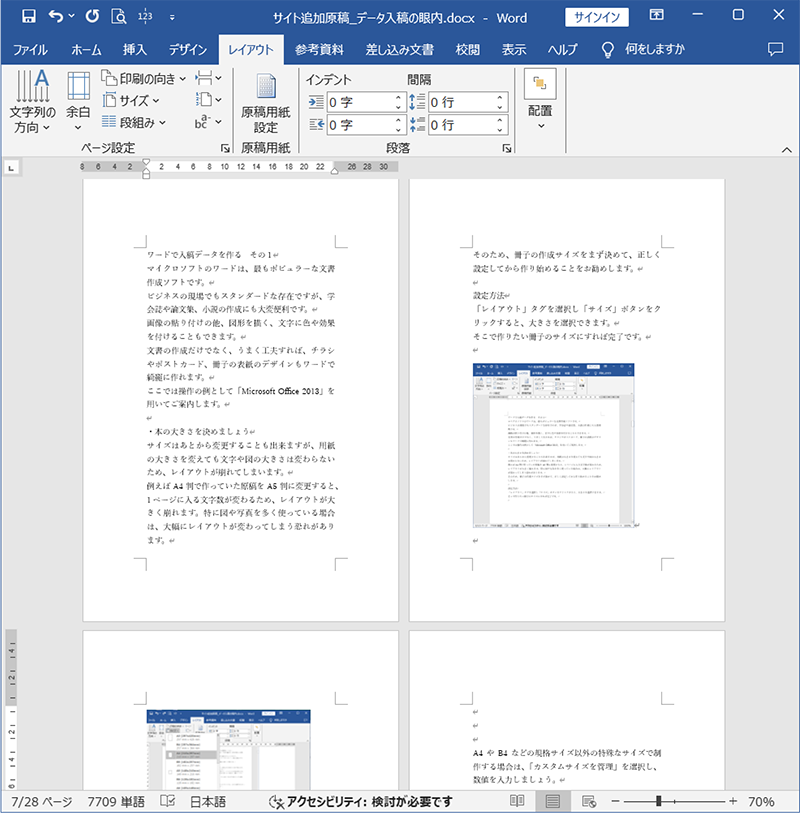 123
サイト追加原稿_データ入稿の眼内.docx - Word
サインイン
ファイル ホーム 挿入 デザイン レイアウト 参考資料 差し込み文書 校閲 表示 ヘルプ 何をしますか
文字列の方向
余白
印刷の向き
サイズ
段組み
ページ設定
原稿用紙設定
原稿用紙
インデント 間隔
0 字 0 行
0 字 0 行
段落
配置
8 6 4 2 2 4 6 8 10 12 14 16 18 20 22 26 28 30
ワードで入稿データを作る その1
マイクロソフトのワードは、最もポピュラーな文書
作成ソフトです。
ビジネスの現場でもスタンダードな存在ですが、学
会誌や論文集、小説の作成にも大変便利です。
画像の貼り付けの他、図形を描く、文字に色や効果
を付けることもできます。
文書の作成だけでなく、うまく工夫すれば、チラシ
やポストカード、冊子の表紙のデザインもワードで
綺麗に作れます。
ここでは操作の例として「Microsoft Office 2013」を
用いてご案内します。
・本の大きさを決めましょう
サイズはあとから変更することも出来ますが、用紙
の大きさを変えても文字や図の大きさは変わらない
ため、レイアウトが崩れてしまいます。
例えば A4 判で作っていた原稿を A5 判に変更すると、
1 ページに入る文字数が変わるため、レイアウトが大
きく崩れます。特に図や写真を多く使っている場合
は、大幅にレイアウトが変わってしまう恐れがあり
ます。
そのため、冊子の作成サイズをまず決めて、正しく
設定してから作り始めることをお勧めします。
設定方法
「レイアウト」タグを選択し「サイズ」ボタンをク
リックすると、大きさを選択できます。
そこで作りたい冊子のサイズにすれば完了です。
A4 や B4 などの規格サイズ以外の特殊なサイズで制
作する場合は、「カスタムサイズを管理」を選択し、
数値を入力しましょう。
7/28 ページ 7709 単語 日本語 アクセシビリティ: 検討が必要です 70%